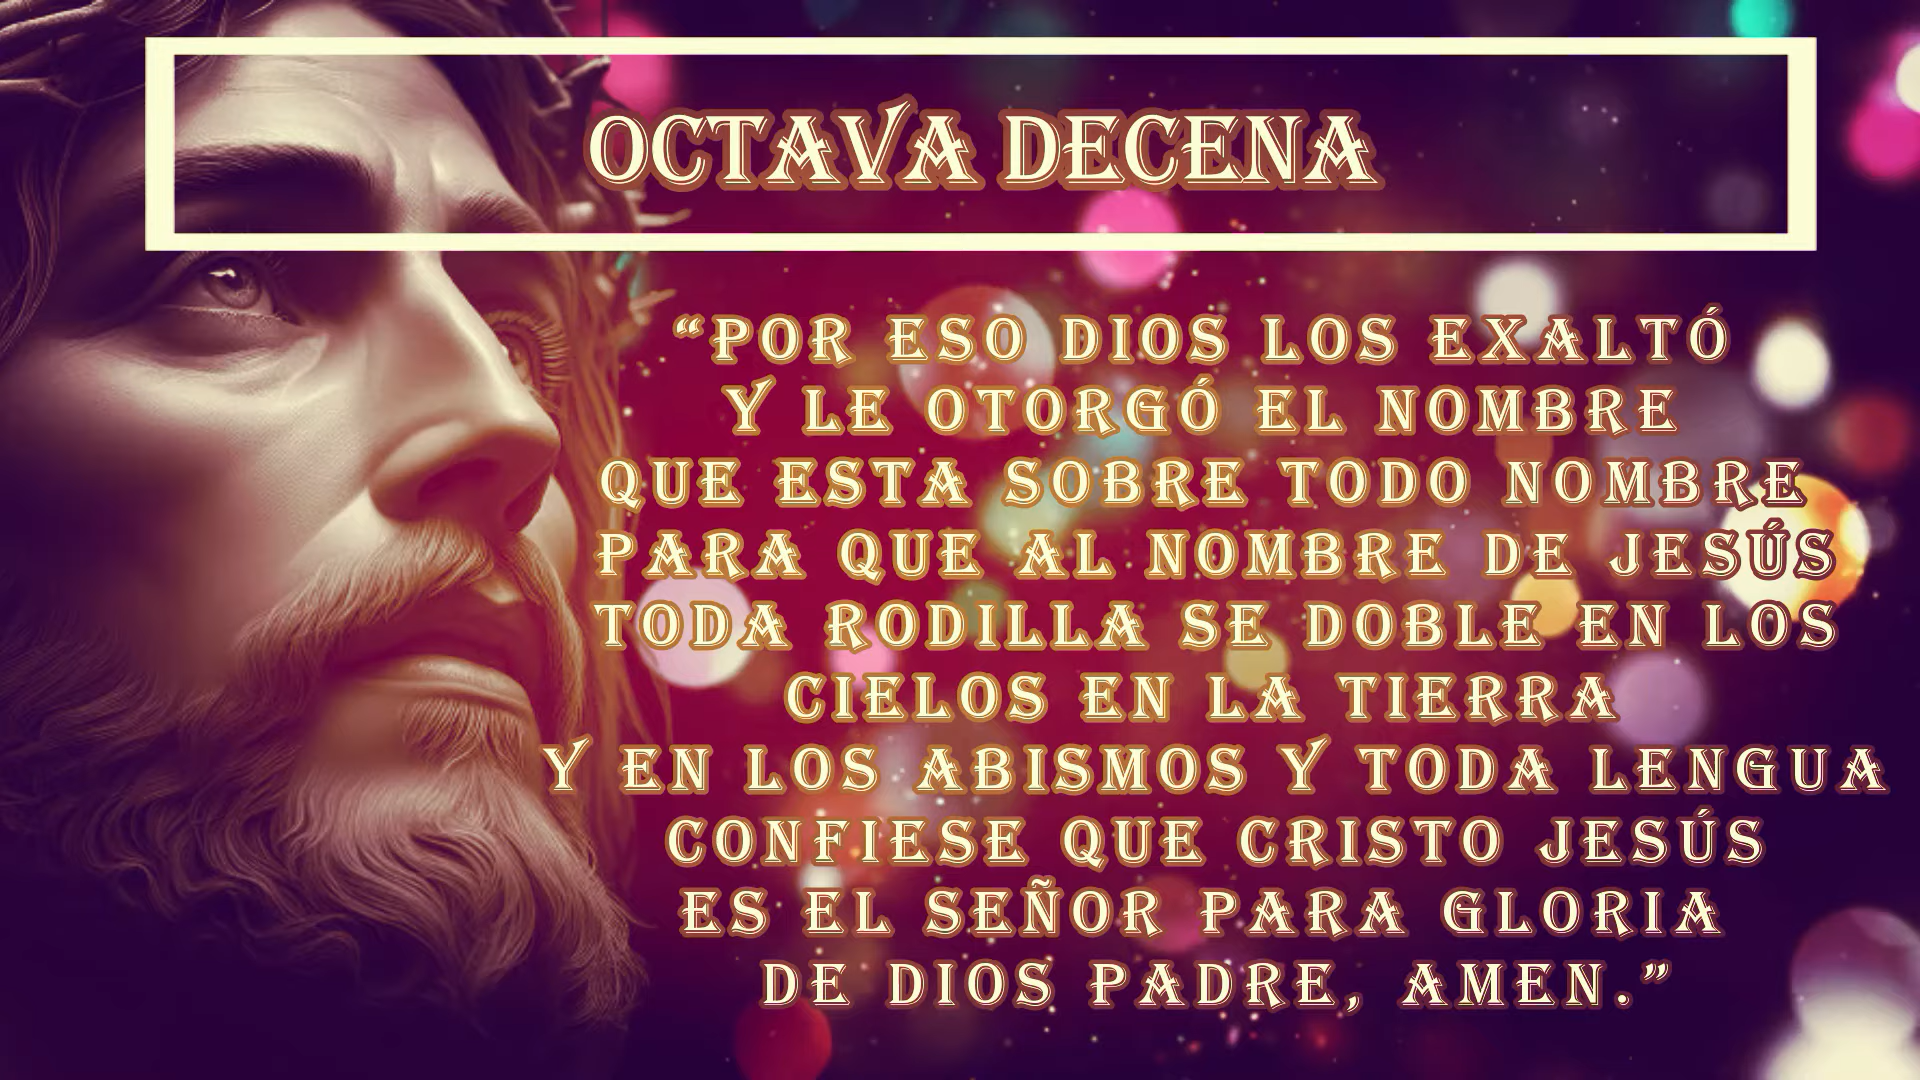 OCTAVA DECENA
“POR ESO DIOS LOS EXALTÓ
Y LE OTORGÓ EL NOMBRE
QUE ESTA SOBRE TODO NOMBRE
PARA QUE AL NOMBRE DE JESÚS
TODA RODILLA SE DOBLE EN LOS
CIELOS EN LA TIERRA
Y EN LOS ABISMOS Y TODA LENGUA
CONFIESE QUE CRISTO JESÚS
ES EL SEÑOR PARA GLORIA
DE DIOS PADRE, AMEN.”